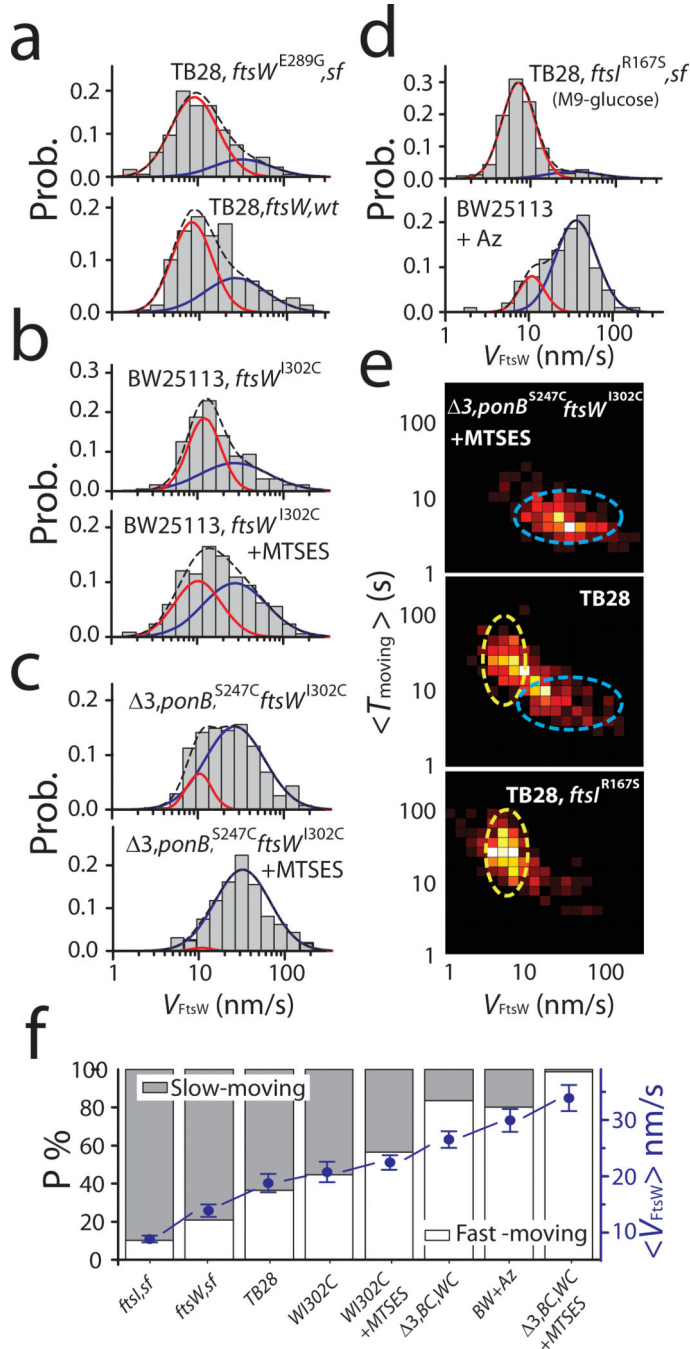 a
TB28, ftsW^E289G,sf
0.2
0.1
0.0
Prob.
TB28,ftsW,wt
0.2
0.1
0.0
b
BW25113, ftsW^I302C
0.3
0.2
0.1
0.0
BW25113, ftsW^I302C
+MTSES
0.2
0.1
0.0
c
Δ3,ponB,^S247C ftsW^I302C
0.2
0.1
0.0
Prob.
Δ3,ponB,^S247C ftsW^I302C
+MTSES
0.2
0.1
0.0
1 10 100
V_FtsW (nm/s)
d
TB28, ftsI^R167S,sf
(M9-glucose)
0.3
0.2
0.1
0.0
Prob.
BW25113
+ Az
0.2
0.1
0.0
1 10 100
V_FtsW (nm/s)
e
Δ3,ponB^S247C ftsW^I302C
+MTSES
100
10
1
TB28
100
10
1
<T_moving> (s)
TB28, ftsI^R167S
100
10
1
1 10 100
V_FtsW (nm/s)
f
100
80
60
40
20
0
P %
Slow-moving
Fast -moving
30
20
10
<V_FtsW> nm/s
ftsI,sf
ftsW,sf
TB28
WI302C
WI302C
+MTSES
Δ3,BC,WC
BW+Az
Δ3,BC,WC
+MTSES